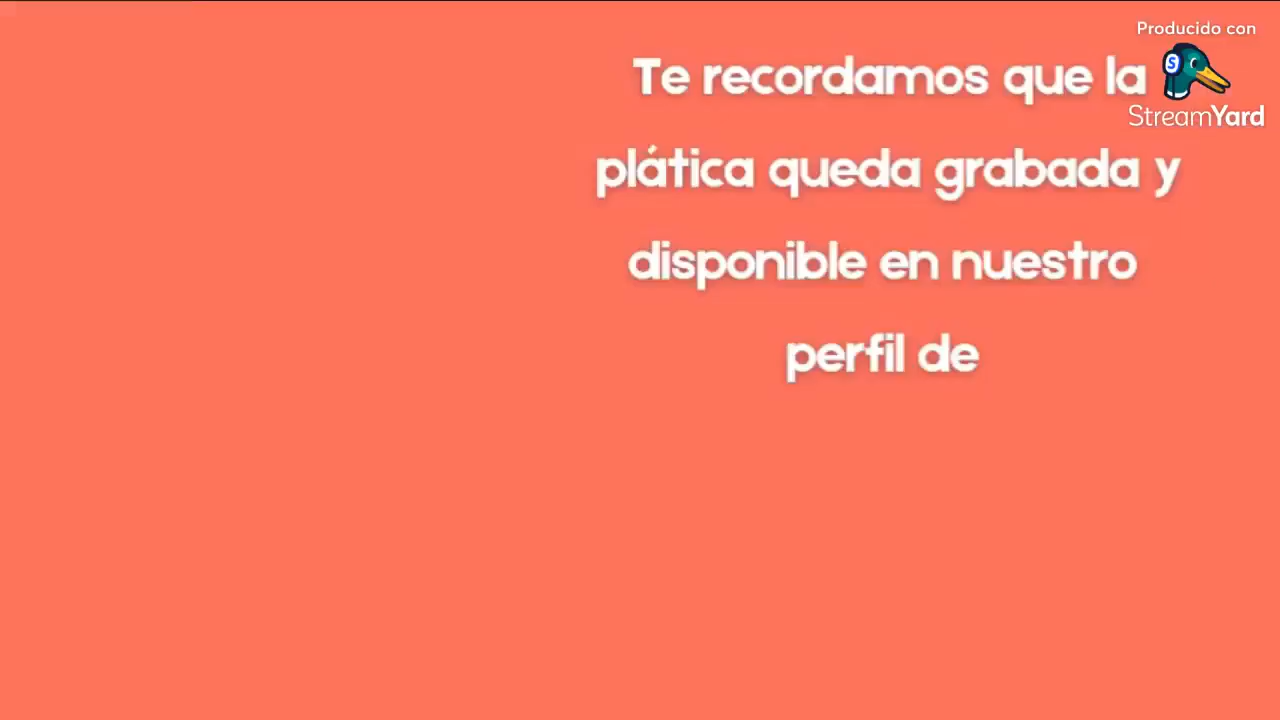 Producido con
StreamYard
Te recordamos que la
plática queda grabada y
disponible en nuestro
perfil de